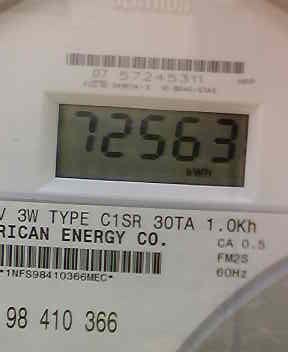 07 57245311
72563
kWh
V 3W TYPE C1SR 30TA 1.0Kh
RICAN ENERGY CO.
CA 0.5
FM2S
60Hz
*1NFS98410366MEC*
98 410 366